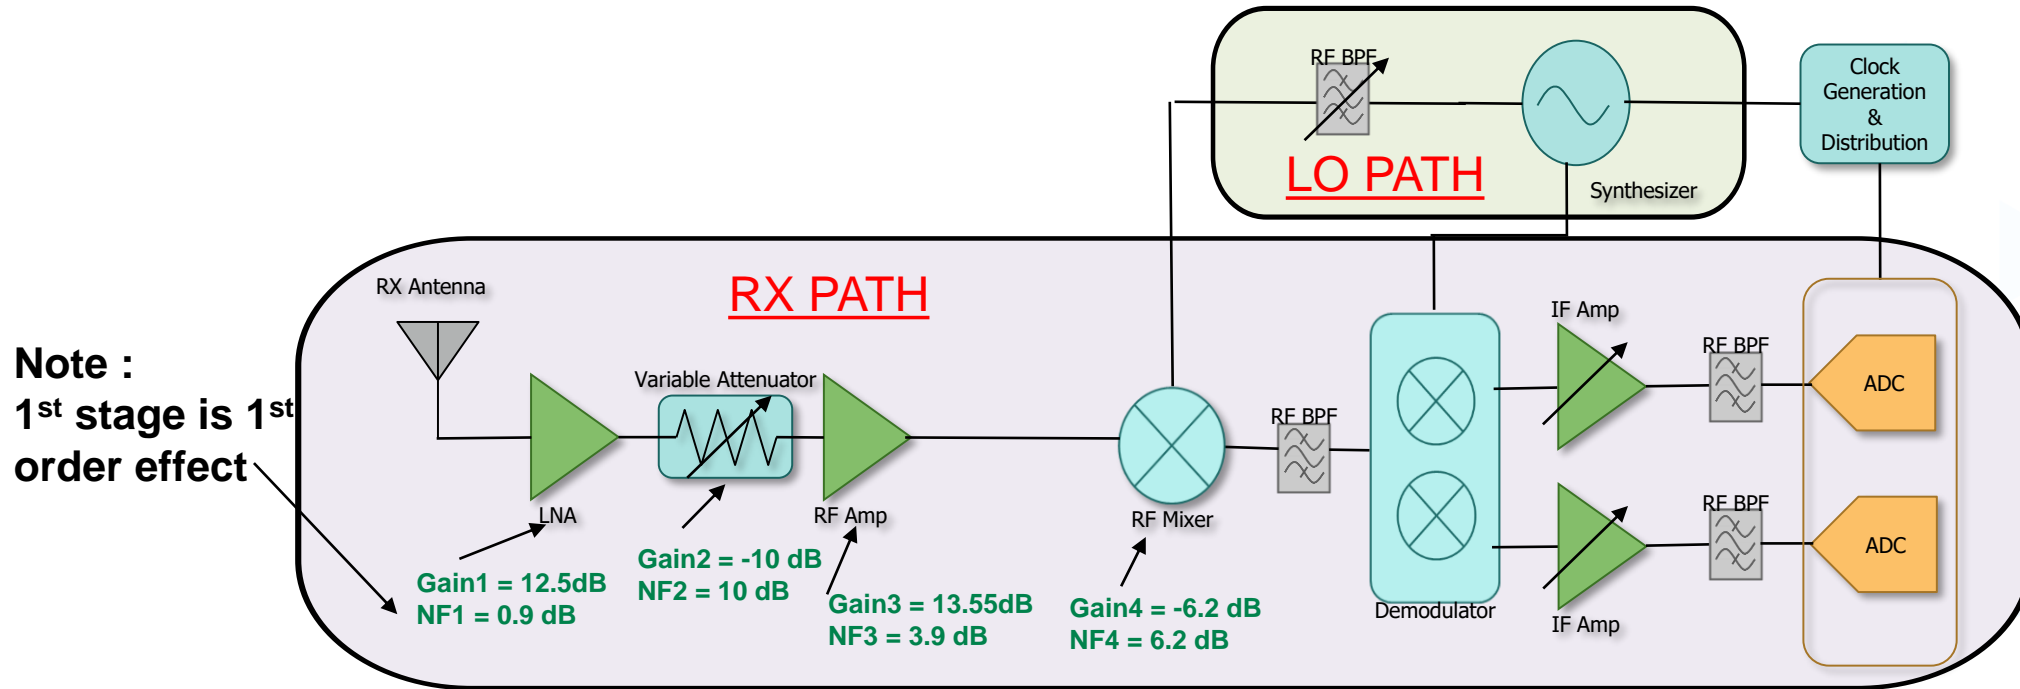 RF BPF
Clock
Generation
&
Distribution
LO PATH
Synthesizer
RX Antenna
RX PATH
IF Amp
Note :
1st stage is 1st
order effect
Variable Attenuator
RF BPF
ADC
RF BPF
LNA
RF Amp
RF Mixer
RF BPF
ADC
Gain1 = 12.5dB
NF1 = 0.9 dB
Gain2 = -10 dB
NF2 = 10 dB
Gain3 = 13.55dB
NF3 = 3.9 dB
Gain4 = -6.2 dB
NF4 = 6.2 dB
Demodulator
IF Amp